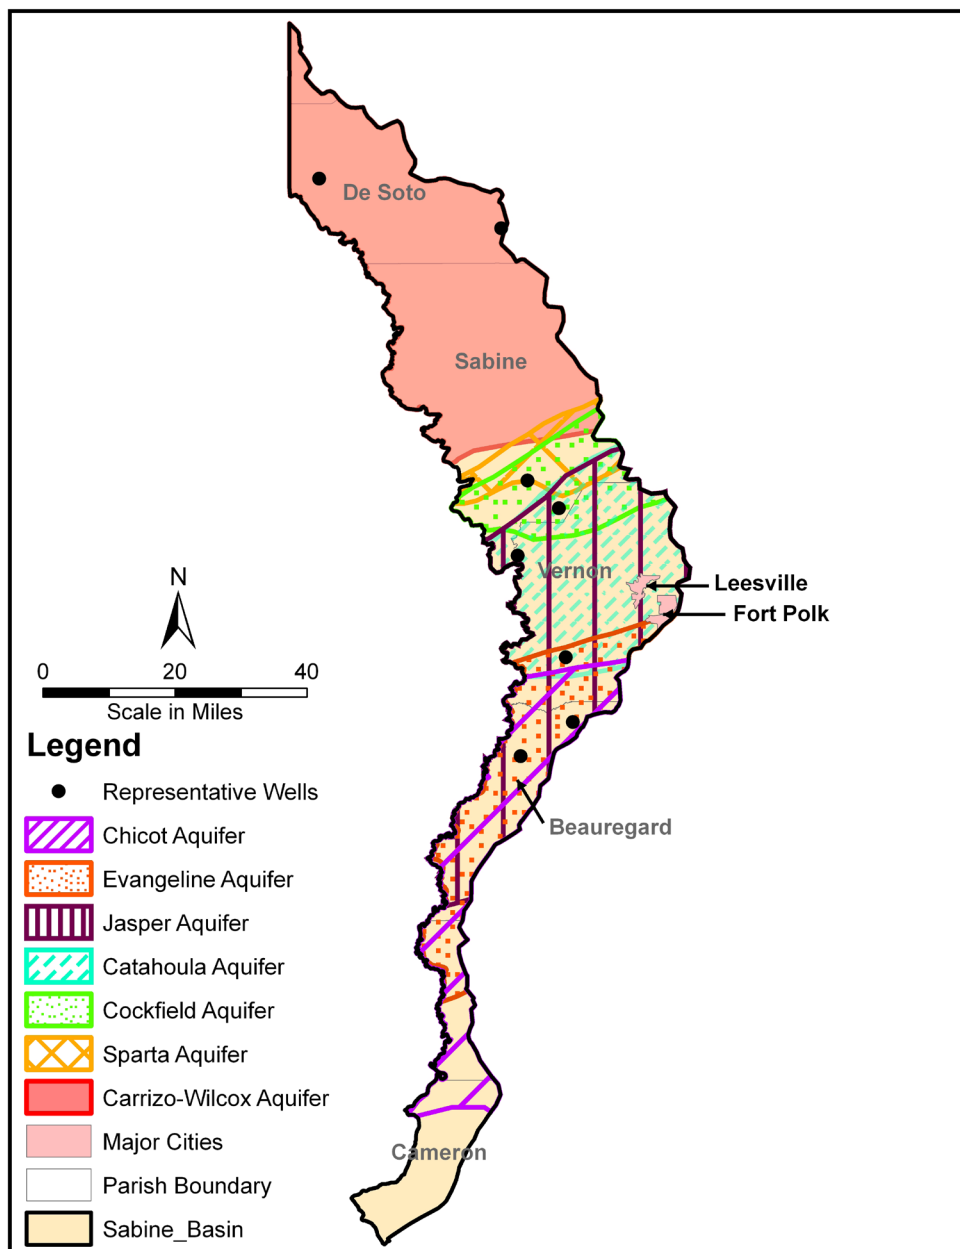 De Soto
Sabine
Vernon
Leesville
Fort Polk
N
0 20 40
Scale in Miles
Beauregard
Cameron
Legend
Representative Wells
Chicot Aquifer
Evangeline Aquifer
Jasper Aquifer
Catahoula Aquifer
Cockfield Aquifer
Sparta Aquifer
Carrizo-Wilcox Aquifer
Major Cities
Parish Boundary
Sabine_Basin